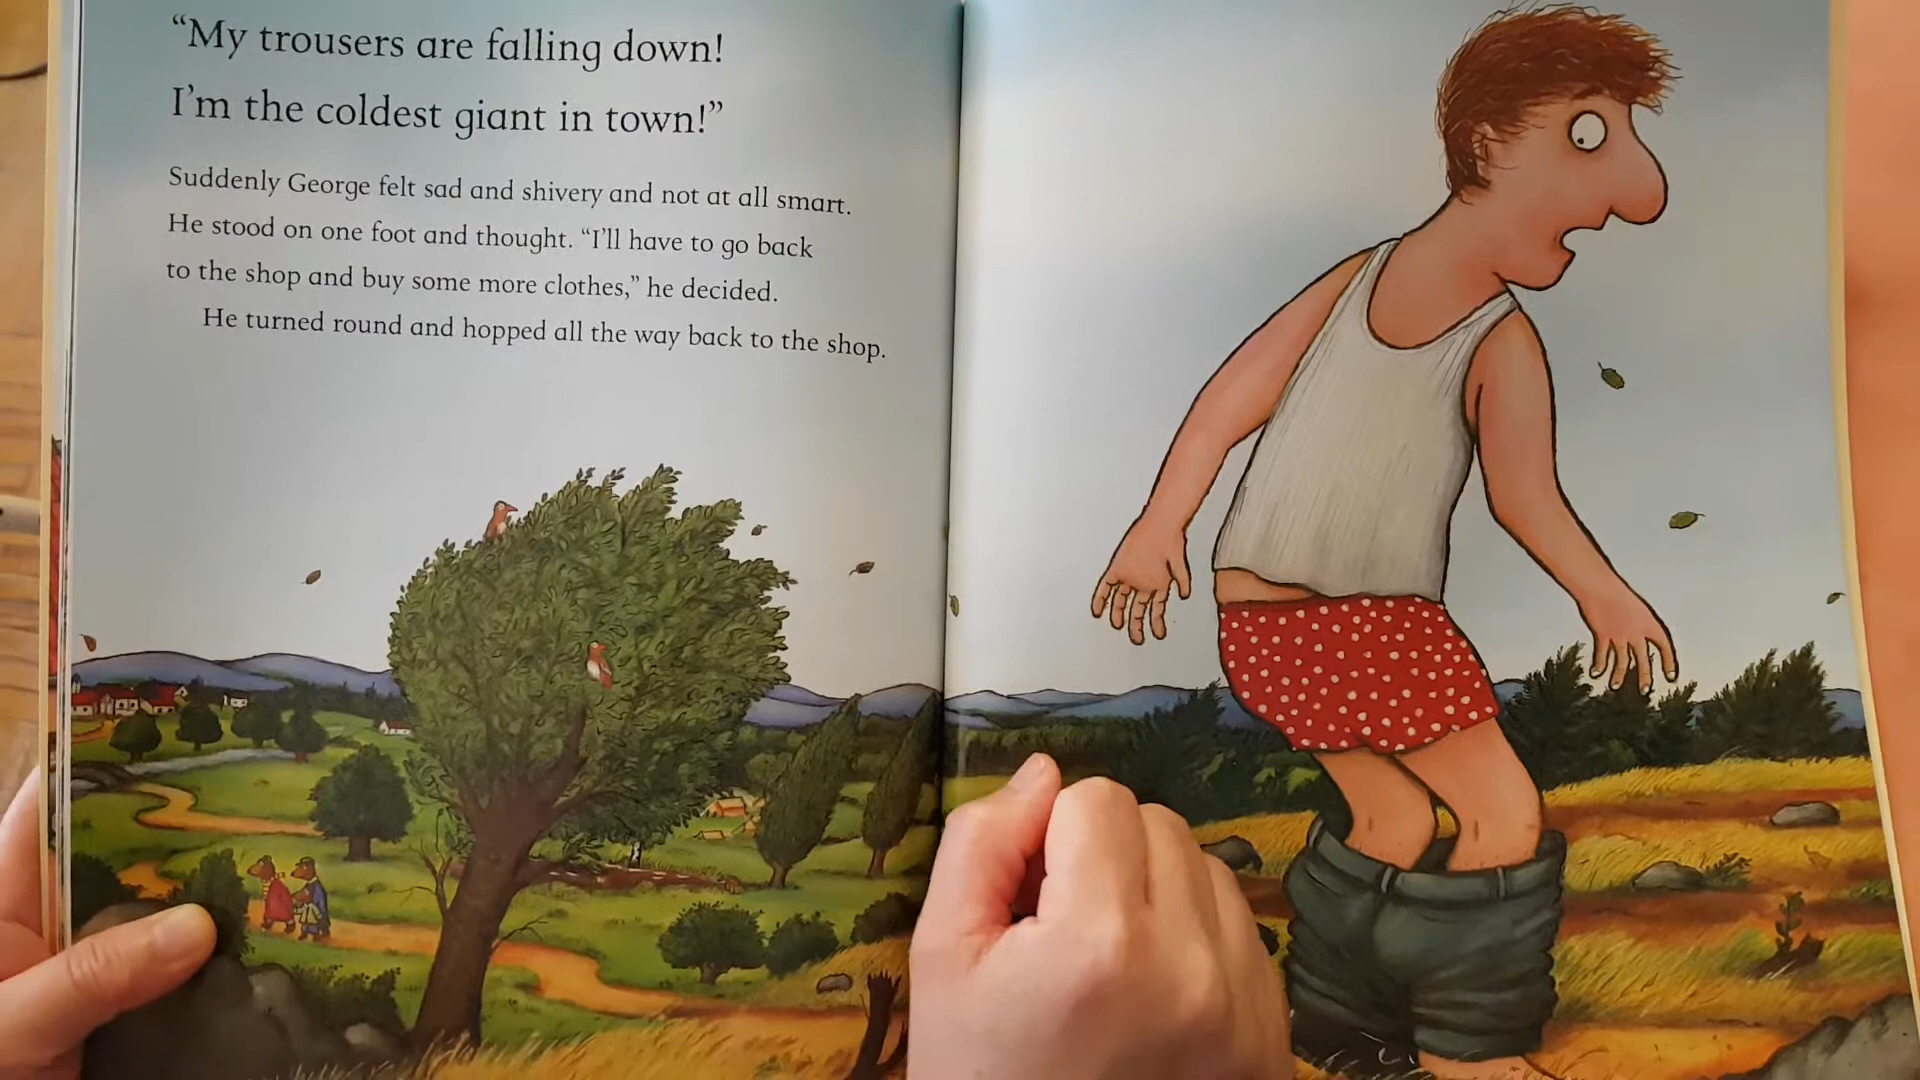 “My trousers are falling down!
I’m the coldest giant in town!”
Suddenly George felt sad and shivery and not at all smart.
He stood on one foot and thought. “I’ll have to go back
to the shop and buy some more clothes,” he decided.
He turned round and hopped all the way back to the shop.